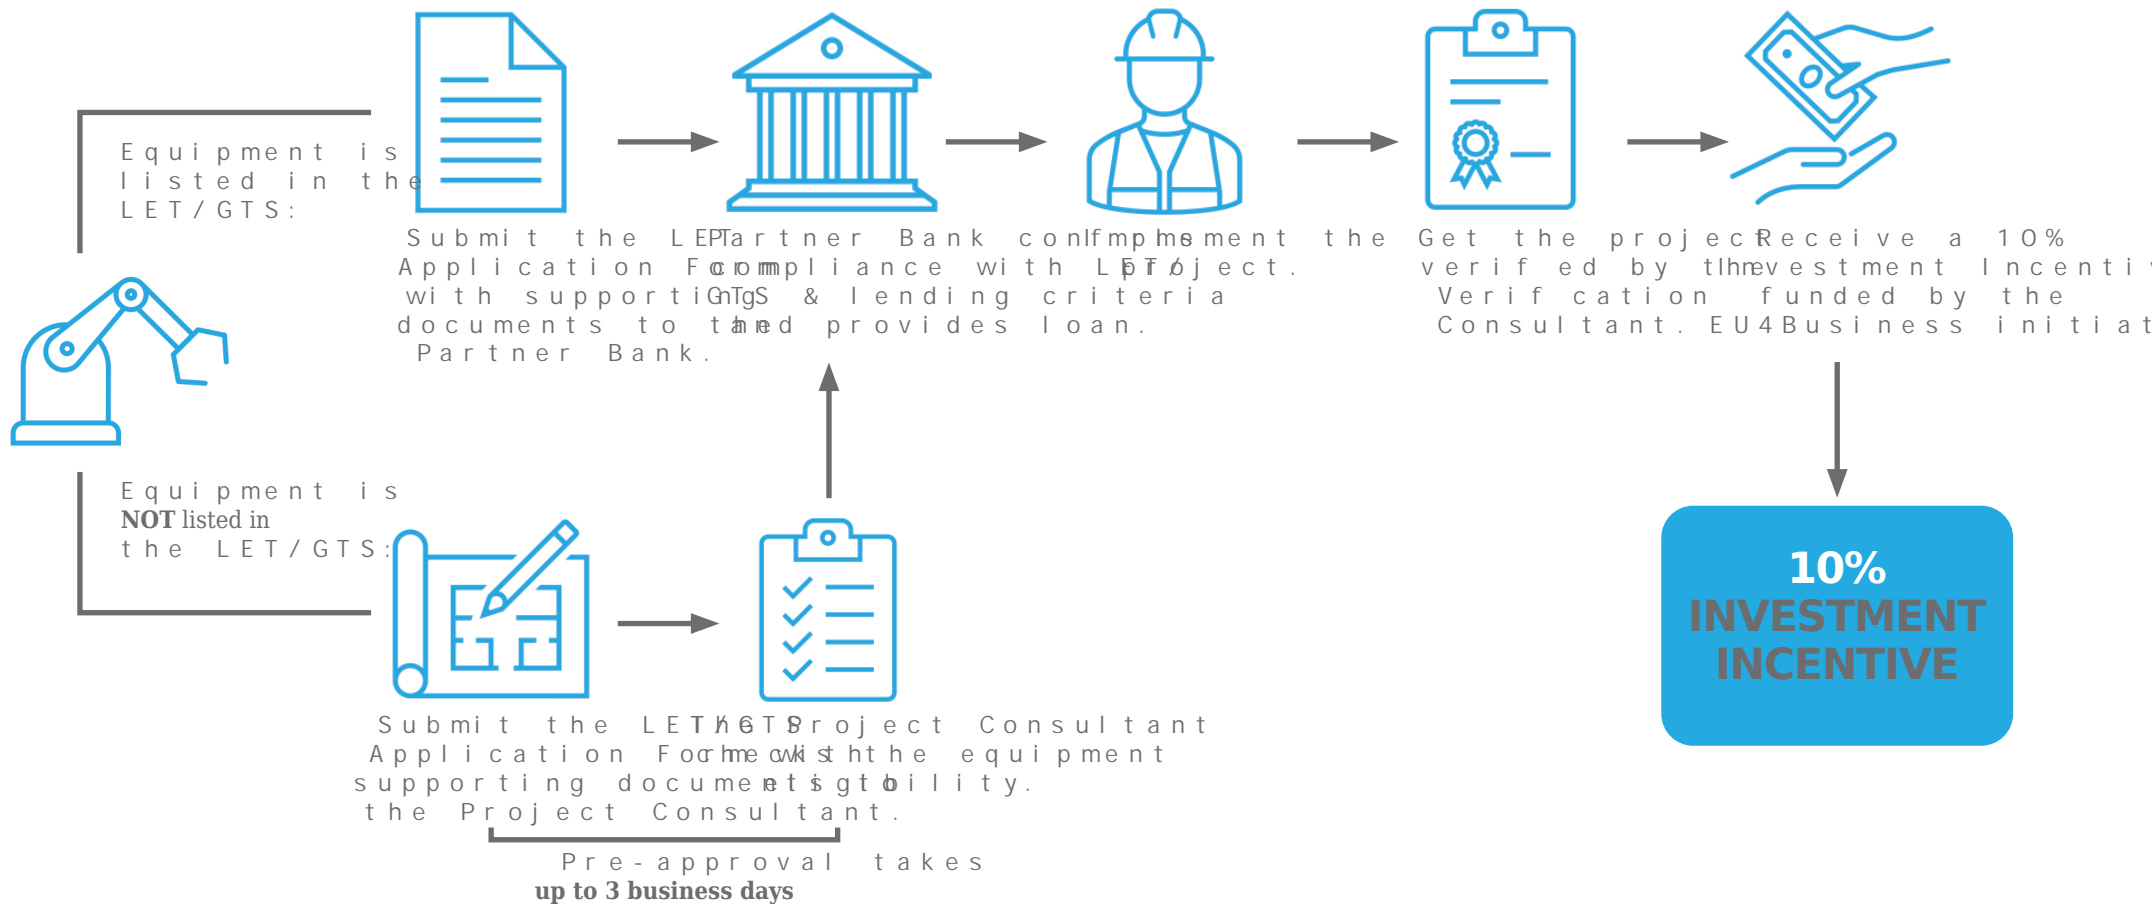 Equipment is
listed in the
LET/GTS:
Submit the LET
Application Form
with supporting
documents to the
Partner Bank.
Partner Bank confirms
compliance with LET/
GTS & lending criteria
and provides loan.
Implement the
project.
Get the project
verified by the
Verification
Consultant.
Receive a 10%
Investment Incentiv
funded by the
EU4Business initiat
Equipment is
NOT listed in
the LET/GTS:
Submit the LET/GTS
Application Form with
supporting documents to
the Project Consultant.
The Project Consultant
checks the equipment
eligibility.
Pre-approval takes
up to 3 business days
10%
INVESTMENT
INCENTIVE